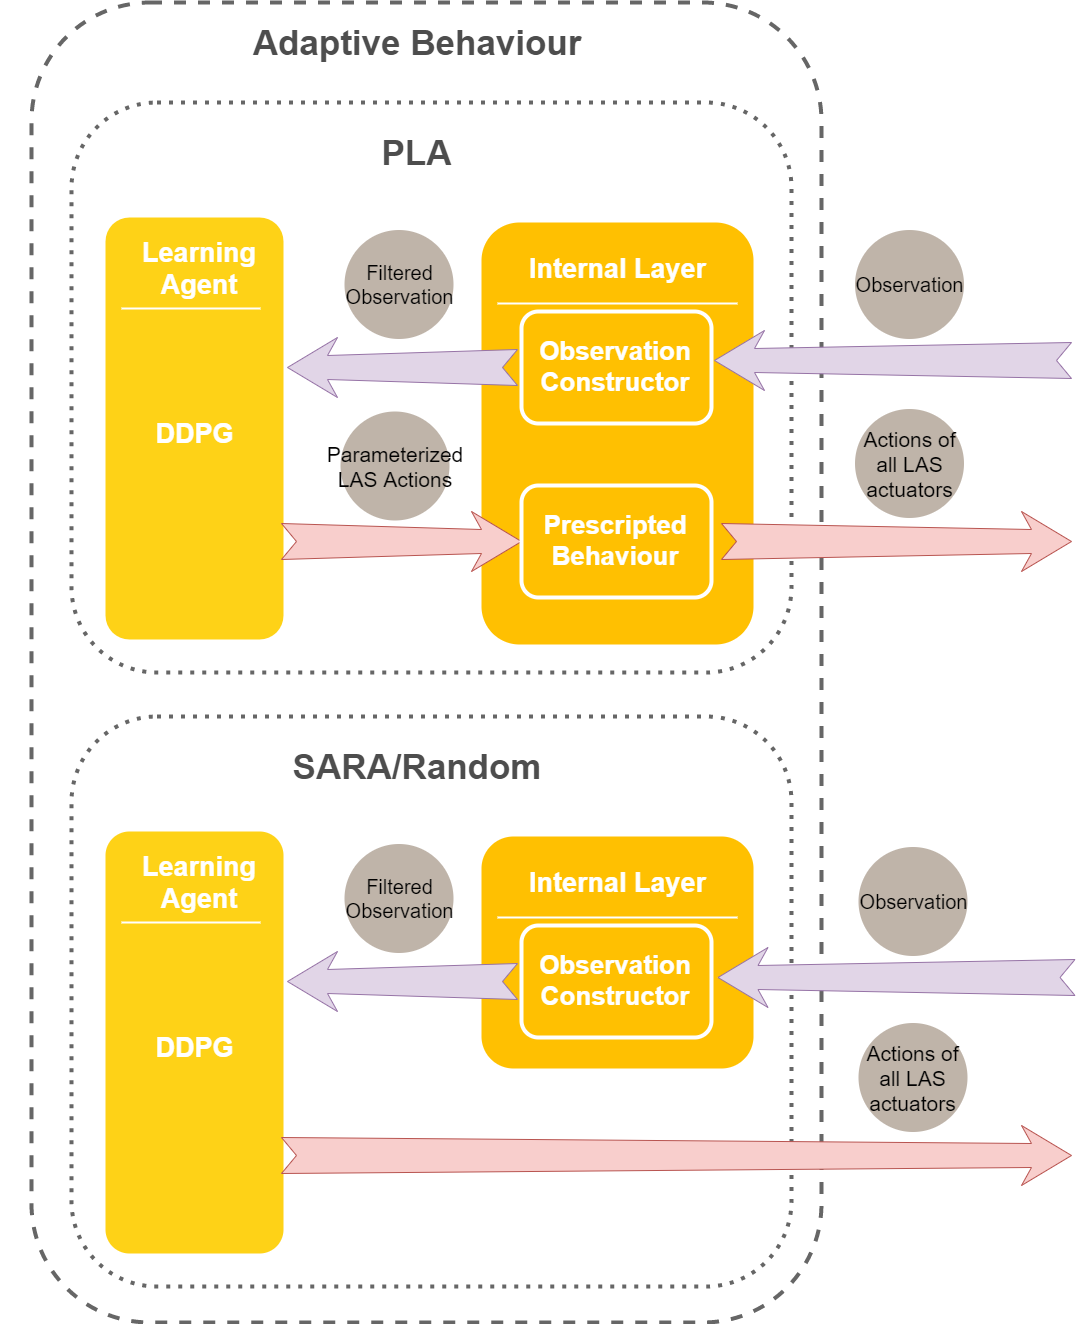 Adaptive Behaviour
PLA
Learning
Agent
DDPG
Filtered
Observation
Parameterized
LAS Actions
Internal Layer
Observation
Constructor
Prescripted
Behaviour
Observation
Actions of
all LAS
actuators
SARA/Random
Learning
Agent
DDPG
Filtered
Observation
Internal Layer
Observation
Constructor
Observation
Actions of
all LAS
actuators